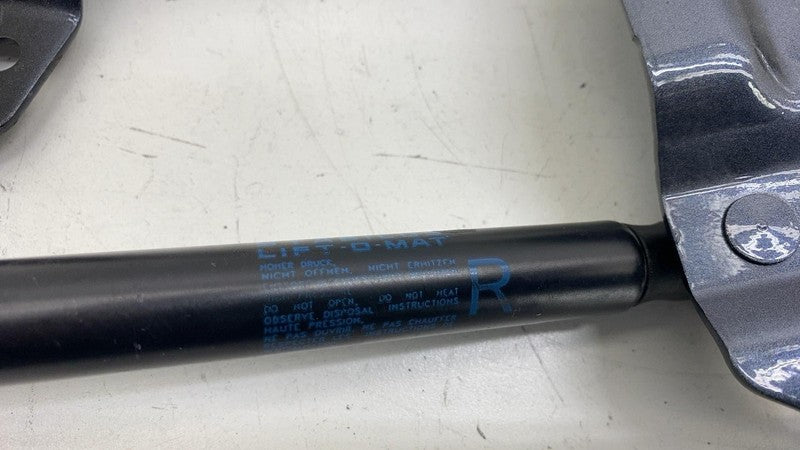 LIFT-O-MAT
HOHER DRUCK.
NICHT OFFNEN, NICHT ERHITZEN
DO NOT OPEN, DO NOT HEAT
OBSERVE DISPOSAL INSTRUCTIONS
HAUTE PRESSION.
NE PAS OUVRIR NE PAS CHAUFFER
R